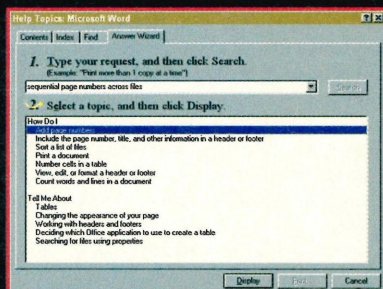 Help Topics: Microsoft Word
Contents Index Find Answer Wizard
1. Type your request, and then click Search.
(Example: "Print more than 1 copy at a time")
sequential page numbers across files
Search
2. Select a topic, and then click Display.
How Do I
Add page numbers
Include the page number, title, and other information in a header or footer
Sort a list of files
Print a document
Number cells in a table
View, edit, or format a header or footer
Count words and lines in a document
Tell Me About
Tables
Changing the appearance of your page
Working with headers and footers
Deciding which Office application to use to create a table
Searching for files using properties
Display Print... Cancel